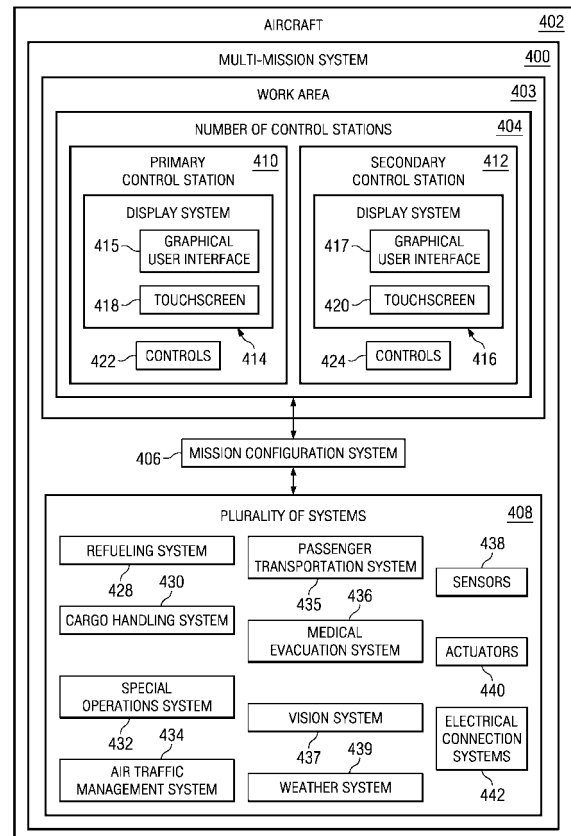 AIRCRAFT 402
MULTI-MISSION SYSTEM 400
WORK AREA 403
NUMBER OF CONTROL STATIONS 404
PRIMARY 410
CONTROL STATION
DISPLAY SYSTEM
415 GRAPHICAL
USER INTERFACE
418 TOUCHSCREEN
422 CONTROLS 414
SECONDARY 412
CONTROL STATION
DISPLAY SYSTEM
417 GRAPHICAL
USER INTERFACE
420 TOUCHSCREEN
424 CONTROLS 416
406 MISSION CONFIGURATION SYSTEM
PLURALITY OF SYSTEMS 408
REFUELING SYSTEM
428 430
CARGO HANDLING SYSTEM
SPECIAL
OPERATIONS SYSTEM
432 434
AIR TRAFFIC
MANAGEMENT SYSTEM
PASSENGER
TRANSPORTATION SYSTEM
435 436
MEDICAL
EVACUATION SYSTEM
VISION SYSTEM
437 439
WEATHER SYSTEM
438
SENSORS
ACTUATORS
440
ELECTRICAL
CONNECTION
SYSTEMS
442